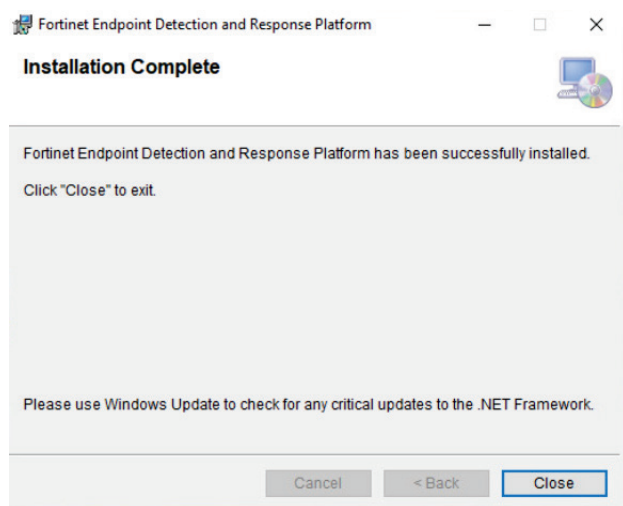 Fortinet Endpoint Detection and Response Platform
Installation Complete
Fortinet Endpoint Detection and Response Platform has been successfully installed.
Click "Close" to exit.
Please use Windows Update to check for any critical updates to the .NET Framework.
Cancel < Back Close